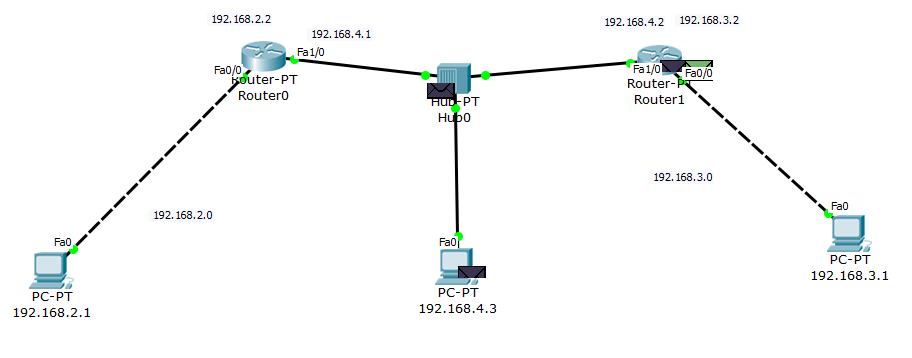 192.168.2.2
192.168.4.1
192.168.4.2
192.168.3.2
Fa1/0
Fa0/0
Router-PT
Router0
Hub-PT
Hub0
Fa1/0
Fa0/0
Router-P
Router1
192.168.2.0
192.168.3.0
Fa0
PC-PT
192.168.2.1
Fa0
PC-PT
192.168.4.3
Fa0
PC-PT
192.168.3.1